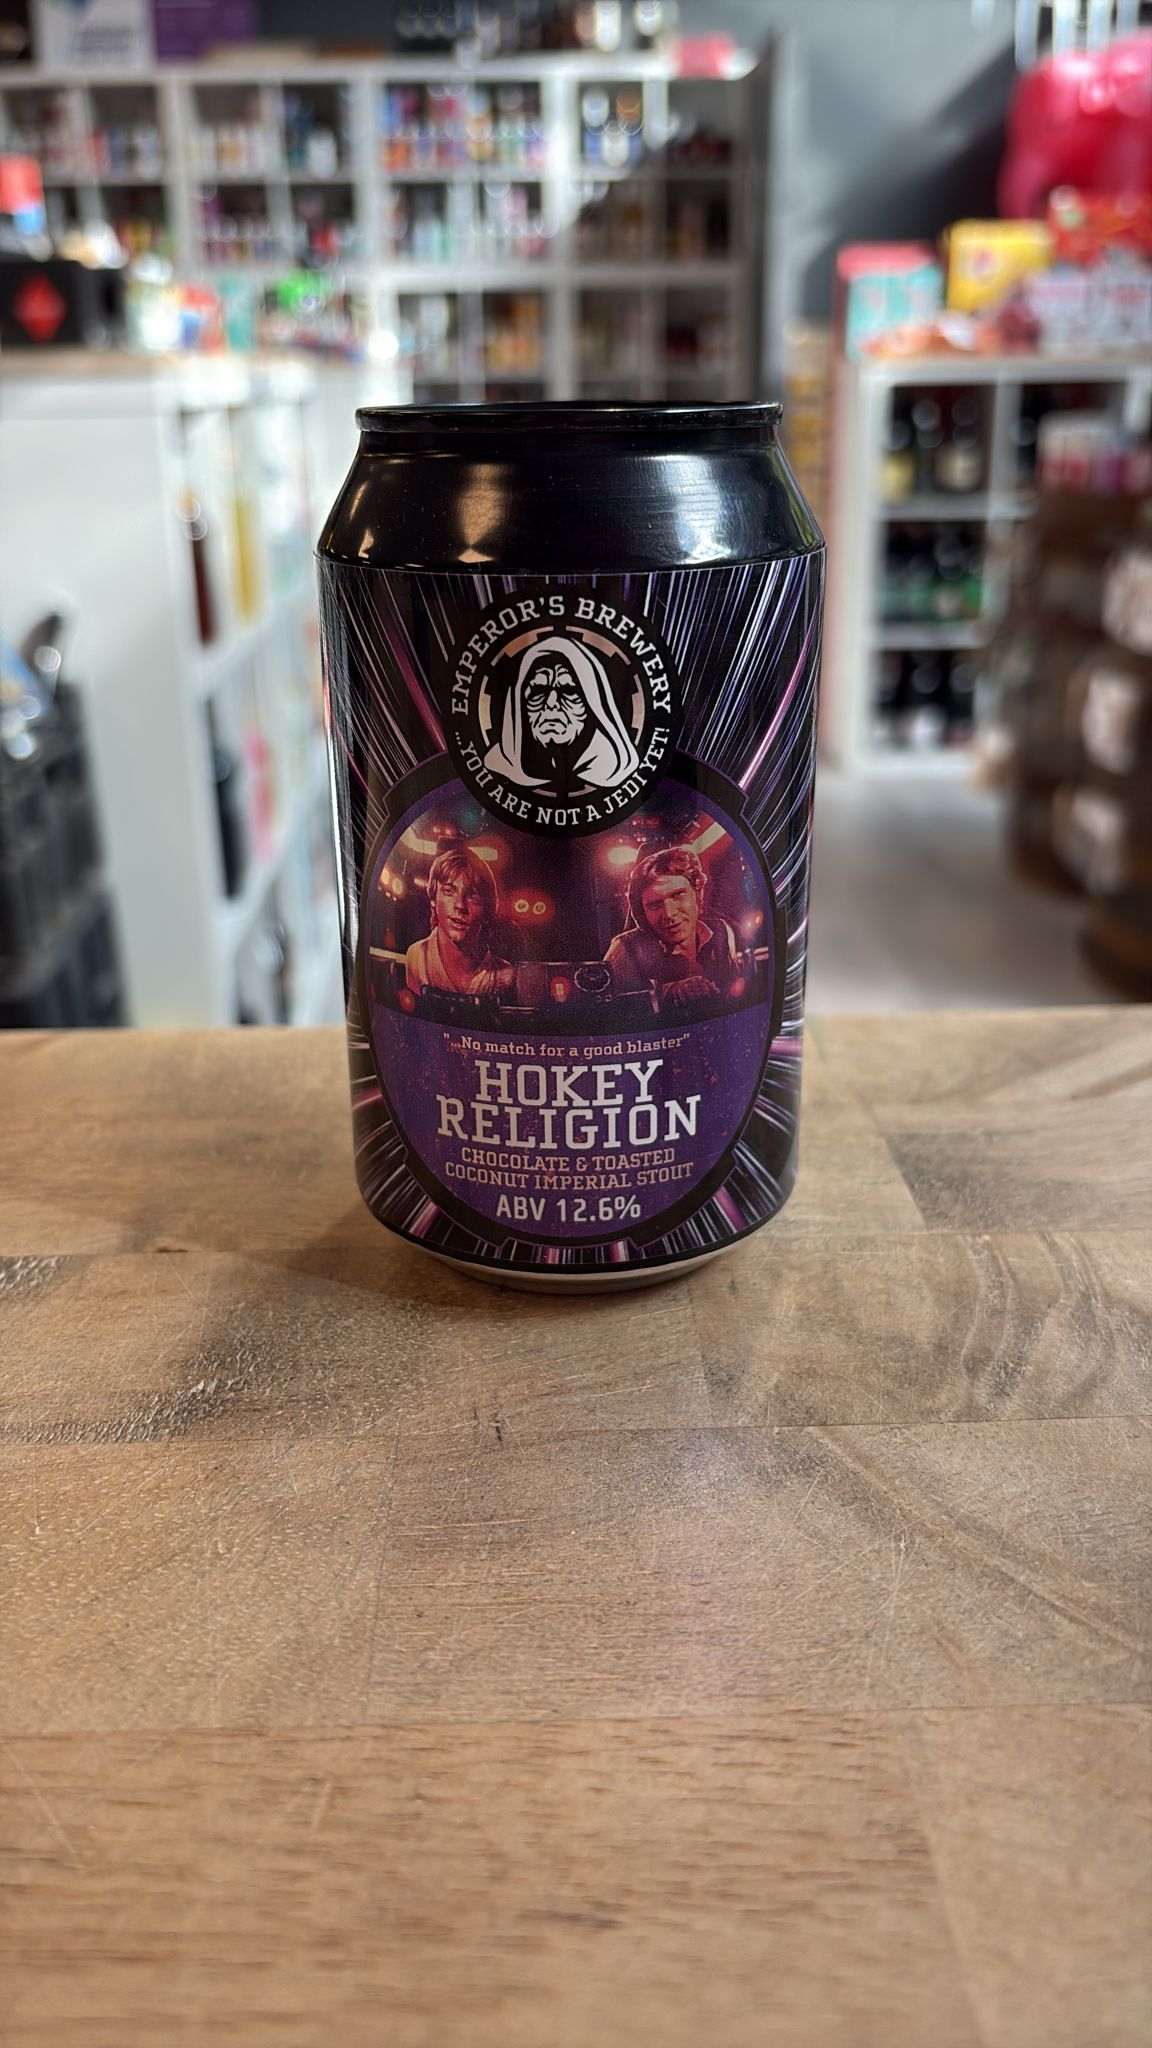 EMPEROR'S BREWERY
...YOU ARE NOT A JEDI YET!
"...No match for a good blaster"
HOKEY
RELIGION
CHOCOLATE & TOASTED
COCONUT IMPERIAL STOUT
ABV 12.6%